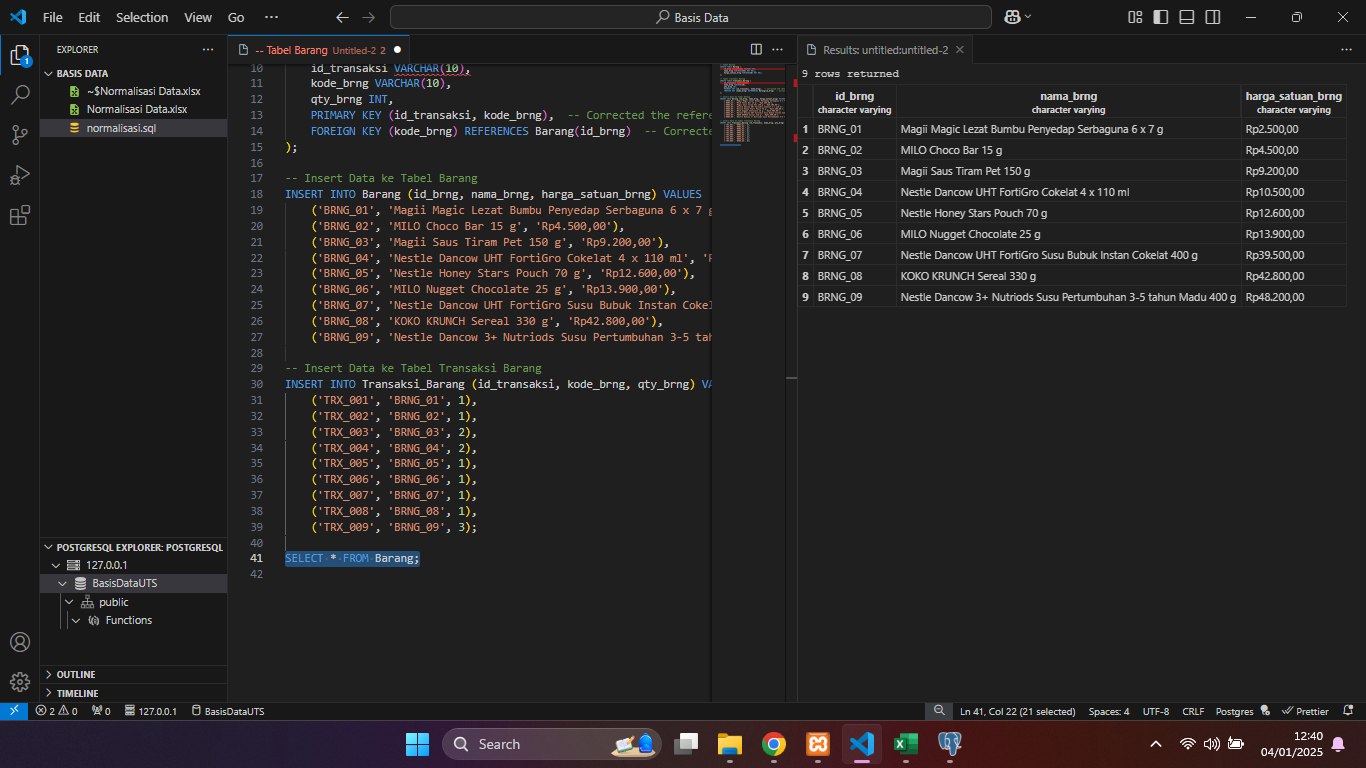 File Edit Selection View Go ··· Basis Data
EXPLORER ···
BASIS DATA
~$Normalisasi Data.xlsx
Normalisasi Data.xlsx
normalisasi.sql
POSTGRESQL EXPLORER: POSTGRESQL
127.0.0.1
BasisDataUTS
public
Functions
OUTLINE
TIMELINE
1
-- Tabel Barang Untitled-2 2
10 id_transaksi VARCHAR(10),
11 kode_brng VARCHAR(10),
12 qty_brng INT,
13 PRIMARY KEY (id_transaksi, kode_brng), -- Corrected the refere
14 FOREIGN KEY (kode_brng) REFERENCES Barang(id_brng) -- Correcte
15 );
16
17 -- Insert Data ke Tabel Barang
18 INSERT INTO Barang (id_brng, nama_brng, harga_satuan_brng) VALUES
19 ('BRNG_01', 'Magii Magic Lezat Bumbu Penyedap Serbaguna 6 x 7 g
20 ('BRNG_02', 'MILO Choco Bar 15 g', 'Rp4.500,00'),
21 ('BRNG_03', 'Magii Saus Tiram Pet 150 g', 'Rp9.200,00'),
22 ('BRNG_04', 'Nestle Dancow UHT FortiGro Cokelat 4 x 110 ml', 'R
23 ('BRNG_05', 'Nestle Honey Stars Pouch 70 g', 'Rp12.600,00'),
24 ('BRNG_06', 'MILO Nugget Chocolate 25 g', 'Rp13.900,00'),
25 ('BRNG_07', 'Nestle Dancow UHT FortiGro Susu Bubuk Instan Cokel
26 ('BRNG_08', 'KOKO KRUNCH Sereal 330 g', 'Rp42.800,00'),
27 ('BRNG_09', 'Nestle Dancow 3+ Nutriods Susu Pertumbuhan 3-5 tah
28
29 -- Insert Data ke Tabel Transaksi Barang
30 INSERT INTO Transaksi_Barang (id_transaksi, kode_brng, qty_brng) VA
31 ('TRX_001', 'BRNG_01', 1),
32 ('TRX_002', 'BRNG_02', 1),
33 ('TRX_003', 'BRNG_03', 2),
34 ('TRX_004', 'BRNG_04', 2),
35 ('TRX_005', 'BRNG_05', 1),
36 ('TRX_006', 'BRNG_06', 1),
37 ('TRX_007', 'BRNG_07', 1),
38 ('TRX_008', 'BRNG_08', 1),
39 ('TRX_009', 'BRNG_09', 3);
40
41 SELECT * FROM Barang;
42
Results: untitled:untitled-2
9 rows returned
id_brng nama_brng harga_satuan_brng
character varying character varying character varying
1 BRNG_01 Magii Magic Lezat Bumbu Penyedap Serbaguna 6 x 7 g Rp2.500,00
2 BRNG_02 MILO Choco Bar 15 g Rp4.500,00
3 BRNG_03 Magii Saus Tiram Pet 150 g Rp9.200,00
4 BRNG_04 Nestle Dancow UHT FortiGro Cokelat 4 x 110 ml Rp10.500,00
5 BRNG_05 Nestle Honey Stars Pouch 70 g Rp12.600,00
6 BRNG_06 MILO Nugget Chocolate 25 g Rp13.900,00
7 BRNG_07 Nestle Dancow UHT FortiGro Susu Bubuk Instan Cokelat 400 g Rp39.500,00
8 BRNG_08 KOKO KRUNCH Sereal 330 g Rp42.800,00
9 BRNG_09 Nestle Dancow 3+ Nutriods Susu Pertumbuhan 3-5 tahun Madu 400 g Rp48.200,00
2 0 0 127.0.0.1 BasisDataUTS Ln 41, Col 22 (21 selected) Spaces: 4 UTF-8 CRLF Postgres Prettier
Search
12:40
04/01/2025